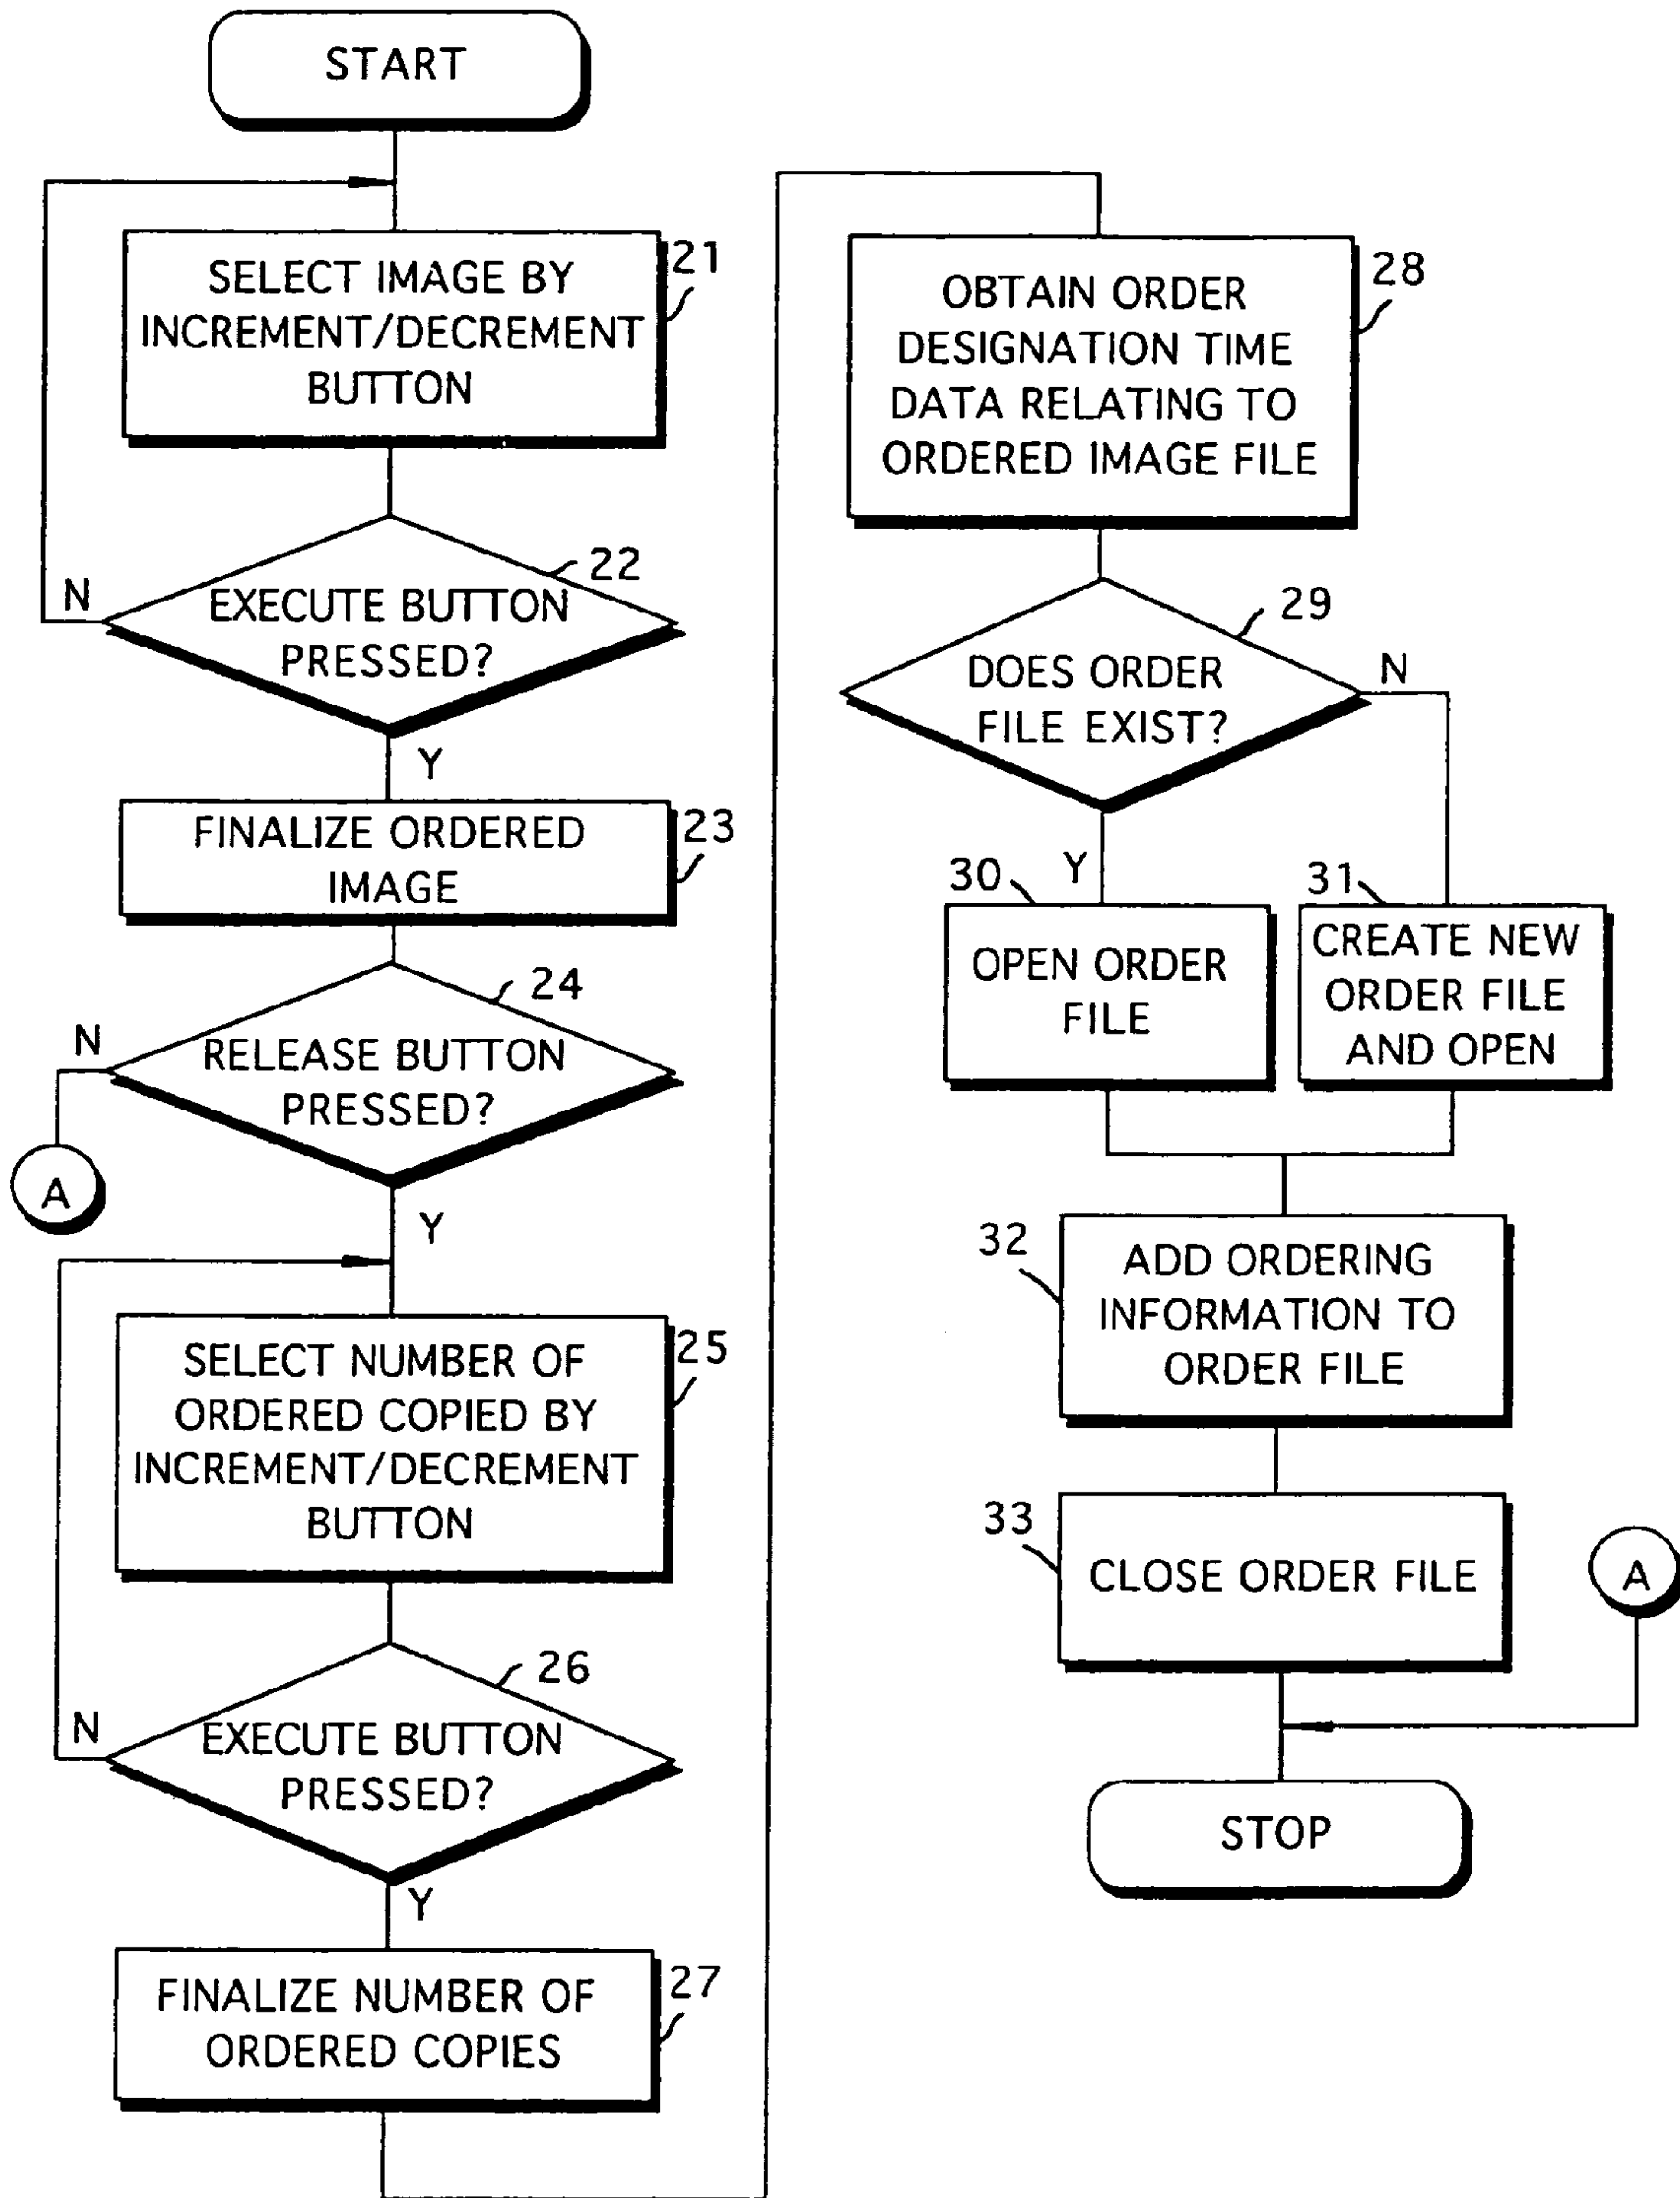 START
SELECT IMAGE BY
INCREMENT/DECREMENT
BUTTON
21
22
N
EXECUTE BUTTON
PRESSED?
Y
FINALIZE ORDERED
IMAGE
23
24
N
RELEASE BUTTON
PRESSED?
A
Y
SELECT NUMBER OF
ORDERED COPIED BY
INCREMENT/DECREMENT
BUTTON
25
26
N
EXECUTE BUTTON
PRESSED?
Y
FINALIZE NUMBER OF
ORDERED COPIES
27
OBTAIN ORDER
DESIGNATION TIME
DATA RELATING TO
ORDERED IMAGE FILE
28
29
DOES ORDER
FILE EXIST?
N
Y
30
OPEN ORDER
FILE
31
CREATE NEW
ORDER FILE
AND OPEN
32
ADD ORDERING
INFORMATION TO
ORDER FILE
33
CLOSE ORDER FILE
A
STOP